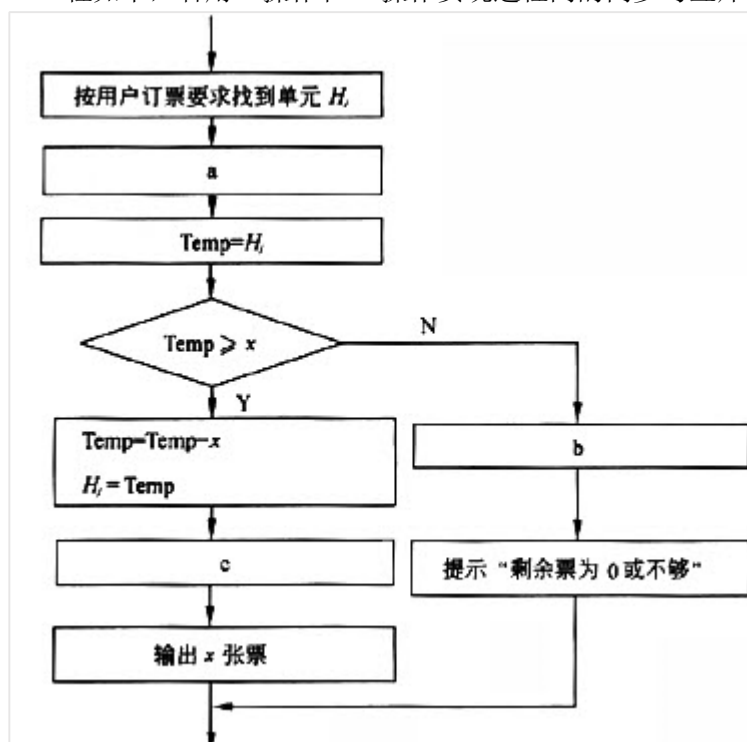 按用户订票要求找到单元 Hᵢ
a
Temp=Hᵢ
Temp ⩾ x
N
Y
Temp=Temp−x
Hᵢ = Temp
b
c
提示“剩余票为 0 或不够”
输出 x 张票